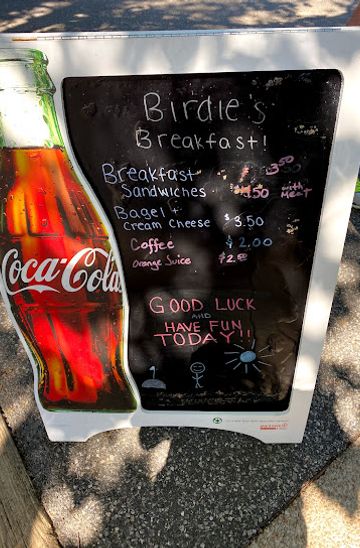 Birdie's
Breakfast!
Breakfast
Sandwiches
3.50
$4.50 with MEAT
Bagel +
Cream Cheese $3.50
Coffee $2.00
Orange Juice $2.00
Coca-Cola
GOOD LUCK
AND
HAVE FUN
TODAY!!